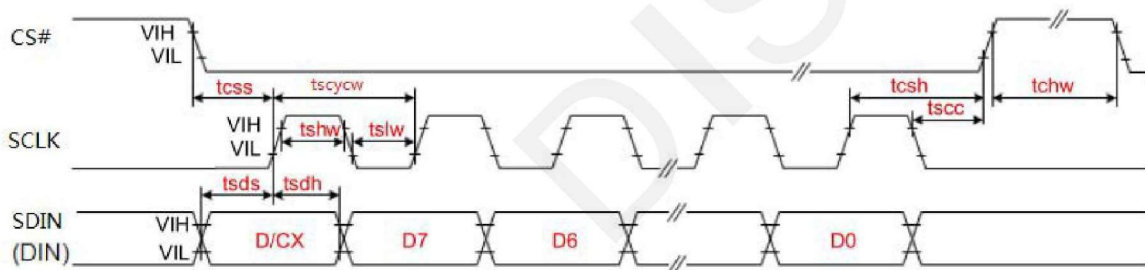 CS#
VIH
VIL
tcss
tscycw
tcsh
tchw
tscc
SCLK
VIH
VIL
tshw
tslw
tsds
tsdh
SDIN
(DIN)
VIH
VIL
D/CX
D7
D6
D0
DIS